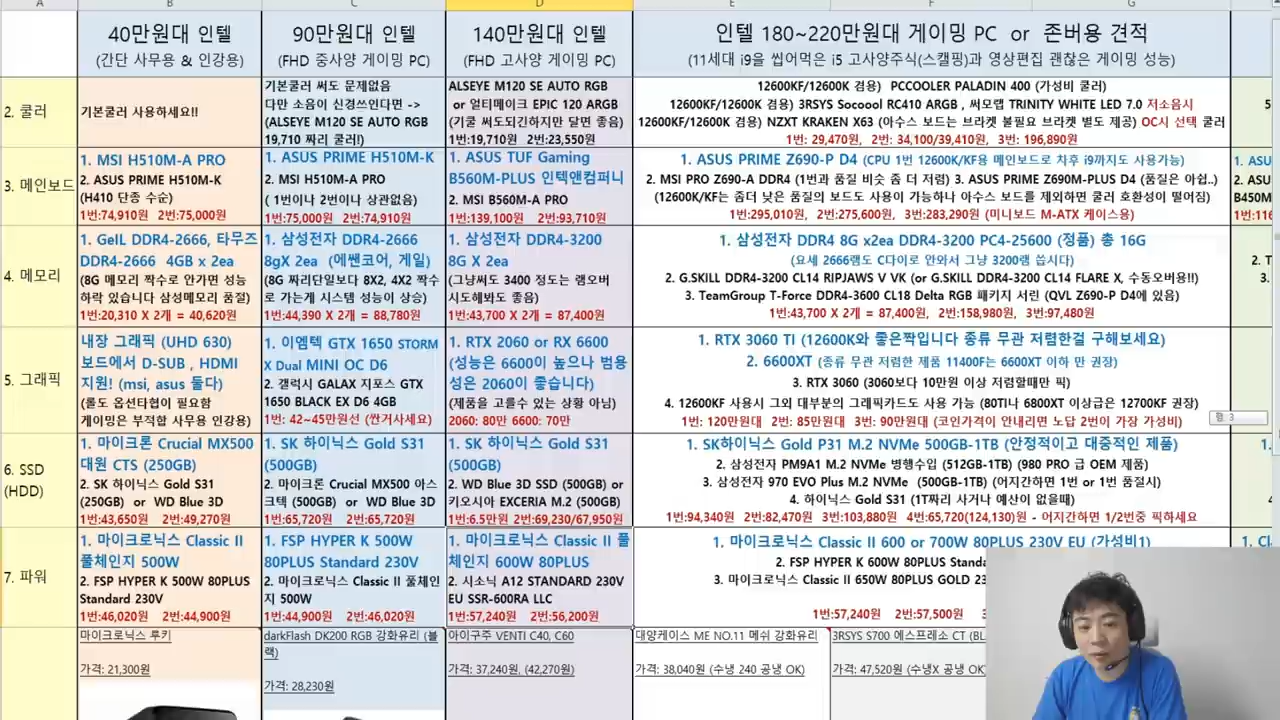 A B C D E F G
40만원대 인텔
(간단 사무용 & 인강용)
90만원대 인텔
(FHD 중사양 게이밍 PC)
140만원대 인텔
(FHD 고사양 게이밍 PC)
인텔 180~220만원대 게이밍 PC or 존버용 견적
(11세대 i9을 씹어먹은 i5 고사양주식(스캘핑)과 영상편집 괜찮은 게이밍 성능)
2. 쿨러
기본쿨러 사용하세요!!
기본쿨러 써도 문제없음
다만 소음이 신경쓰인다면 ->
(ALSEYE M120 SE AUTO RGB
19,710 짜리 쿨러!)
ALSEYE M120 SE AUTO RGB
or 얼티메이크 EPIC 120 ARGB
(기쿨 써도되긴하지만 달면 좋음)
1번:19,710원 2번:23,550원
12600KF/12600K 겸용) PCCOOLER PALADIN 400 (가성비 쿨러)
12600KF/12600K 겸용) 3RSYS Socoool RC410 ARGB , 써모랩 TRINITY WHITE LED 7.0 저소음시
12600KF/12600K 겸용) NZXT KRAKEN X63 (아수스 보드는 브라켓 불필요 브라켓 별도 제공) OC시 선택 쿨러
1번: 29,470원, 2번: 34,100/39,410원, 3번: 196,890원
5
3. 메인보드
1. MSI H510M-A PRO
2. ASUS PRIME H510M-K
(H410 단종 수순)
1번:74,910원 2번:75,000원
1. ASUS PRIME H510M-K
2. MSI H510M-A PRO
( 1번이나 2번이나 상관없음)
1번:75,000원 2번:74,910원
1. ASUS TUF Gaming
B560M-PLUS 인텍앤컴퍼니
2. MSI B560M-A PRO
1번:139,100원 2번:93,710원
1. ASUS PRIME Z690-P D4 (CPU 1번 12600K/KF용 메인보드로 차후 i9까지도 사용가능)
2. MSI PRO Z690-A DDR4 (1번과 품질 비슷 좀 더 저렴) 3. ASUS PRIME Z690M-PLUS D4 (품질은 아쉽..)
(12600K/KF는 좀더 낮은 품질의 보드도 사용이 가능하나 아수스 보드를 제외하면 쿨러 호환성이 떨어짐)
1번:295,010원, 2번:275,600원, 3번:283,290원 (미니보드 M-ATX 케이스용)
1. ASU
2. ASU
B450M
1번:116
4. 메모리
1. GeIL DDR4-2666, 타무즈
DDR4-2666 4GB x 2ea
(8G 메모리 짝수로 안가면 성능
하락 있습니다 삼성메모리 품절)
1번:20,310 X 2개 = 40,620원
1. 삼성전자 DDR4-2666
8gX 2ea (에쎈코어, 게일)
(8G 짜리단일보다 8X2, 4X2 짝수
로 가는게 시스템 성능이 상승)
1번:44,390 X 2개 = 88,780원
1. 삼성전자 DDR4-3200
8G X 2ea
(그냥써도 3400 정도는 램오버
시도해봐도 좋음)
1번:43,700 X 2개 = 87,400원
1. 삼성전자 DDR4 8G x2ea DDR4-3200 PC4-25600 (정품) 총 16G
(요세 2666램도 C다이로 안와서 그냥 3200램 씁시다)
2. G.SKILL DDR4-3200 CL14 RIPJAWS V VK (or G.SKILL DDR4-3200 CL14 FLARE X, 수동오버용!!)
3. TeamGroup T-Force DDR4-3600 CL18 Delta RGB 패키지 서린 (QVL Z690-P D4에 있음)
1번:43,700 X 2개 = 87,400원, 2번:158,980원, 3번:97,480원
2. T
3.
5. 그래픽
내장 그래픽 (UHD 630)
보드에서 D-SUB , HDMI
지원! (msi, asus 둘다)
(롤도 옵션타협이 필요함
게이밍은 부적합 사무용 인강용)
1. 이엠텍 GTX 1650 STORM
X Dual MINI OC D6
2. 갤럭시 GALAX 지포스 GTX
1650 BLACK EX D6 4GB
1번: 42~45만원선 (싼거사세요)
1. RTX 2060 or RX 6600
(성능은 6600이 높으나 범용
성은 2060이 좋습니다)
(제품을 고를수 있는 상황 아님)
2060: 80만 6600: 70만
1. RTX 3060 TI (12600K와 좋은짝입니다 종류 무관 저렴한걸 구해보세요)
2. 6600XT (종류 무관 저렴한 제품 11400F는 6600XT 이하 만 권장)
3. RTX 3060 (3060보다 10만원 이상 저렴할때만 픽)
4. 12600KF 사용시 그외 대부분의 그래픽카드도 사용 가능 (80TI나 6800XT 이상급은 12700KF 권장)
1번: 120만원대 2번: 85만원대 3번: 90만원대 (코인가격이 안내리면 노답 2번이 가장 가성비)
행 3
6. SSD
(HDD)
1. 마이크론 Crucial MX500
대원 CTS (250GB)
2. SK 하이닉스 Gold S31
(250GB) or WD Blue 3D
1번:43,650원 2번:49,270원
1. SK 하이닉스 Gold S31
(500GB)
2. 마이크론 Crucial MX500 아스
크텍 (500GB) or WD Blue 3D
1번:65,720원 2번:65,720원
1. SK 하이닉스 Gold S31
(500GB)
2. WD Blue 3D SSD (500GB) or
키오시아 EXCERIA M.2 (500GB)
1번:6.5만원 2번:69,230/67,950원
1. SK하이닉스 Gold P31 M.2 NVMe 500GB-1TB (안정적이고 대중적인 제품)
2. 삼성전자 PM9A1 M.2 NVMe 병행수입 (512GB-1TB) (980 PRO 급 OEM 제품)
3. 삼성전자 970 EVO Plus M.2 NVMe (500GB-1TB) (어지간하면 1번 or 1번 품절시)
4. 하이닉스 Gold S31 (1T짜리 사거나 예산이 없을때)
1번:94,340원 2번:82,470원 3번:103,880원 4번:65,720(124,130)원 - 어지간하면 1/2번중 픽하세요
1.
4
7. 파워
1. 마이크로닉스 Classic II
풀체인지 500W
2. FSP HYPER K 500W 80PLUS
Standard 230V
1번:46,020원 2번:44,900원
1. FSP HYPER K 500W
80PLUS Standard 230V
2. 마이크로닉스 Classic II 풀체인
지 500W
1번:44,900원 2번:46,020원
1. 마이크로닉스 Classic II 풀
체인지 600W 80PLUS
2. 시소닉 A12 STANDARD 230V
EU SSR-600RA LLC
1번:57,240원 2번:56,200원
1. 마이크로닉스 Classic II 600 or 700W 80PLUS 230V EU (가성비1)
2. FSP HYPER K 600W 80PLUS Standa
3. 마이크로닉스 Classic II 650W 80PLUS GOLD 23
1번:57,240원 2번:57,500원 3
1. Cl
마이크로닉스 루키
가격: 21,300원
darkFlash DK200 RGB 강화유리 (블
랙)
가격: 28,230원
아이구주 VENTI C40, C60
가격: 37,240원, (42,270원)
대양케이스 ME NO.11 메쉬 강화유리
가격: 38,040원 (수냉 240 공냉 OK)
3RSYS S700 에스프레소 CT (BL
가격: 47,520원 (수냉X 공냉 OK)